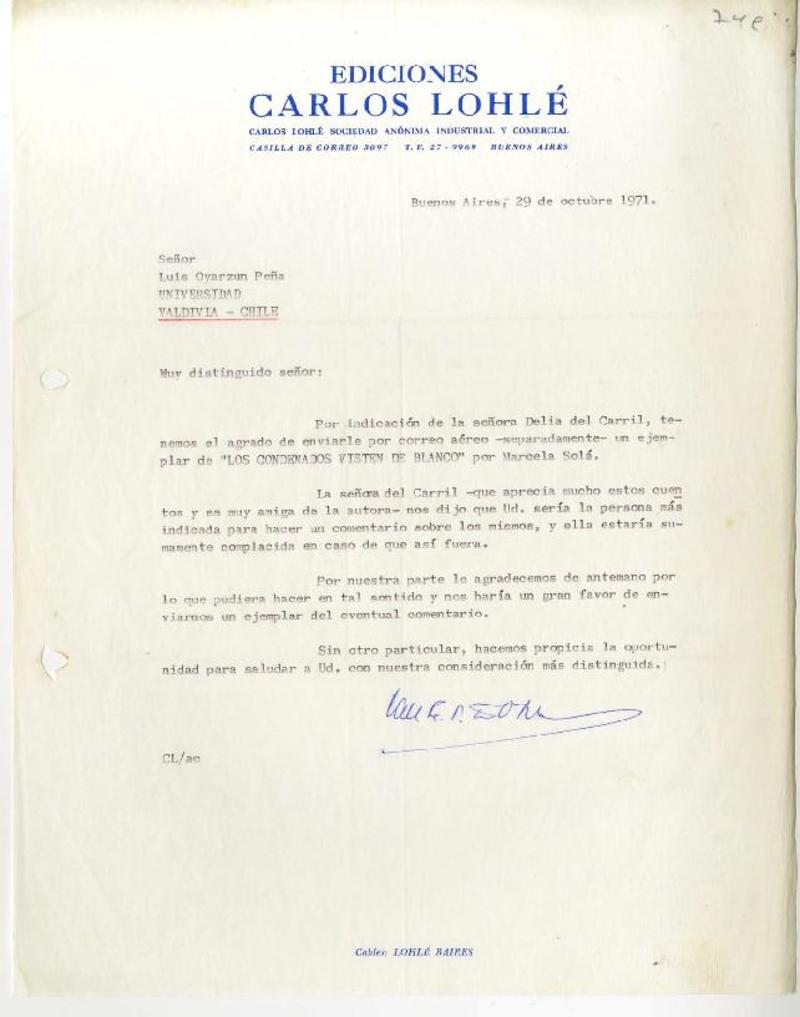 EDICIONES
CARLOS LOHLÉ
CARLOS LOHLÉ SOCIEDAD ANÓNIMA INDUSTRIAL Y COMERCIAL
CASILLA DE CORREO 3097 T. E. 27 - 9969 BUENOS AIRES
Buenos Aires, 29 de octubre 1971.
Señor
Luis Oyarzun Peña
UNIVERSIDAD
VALDIVIA - CHILE
Muy distinguido señor:
Por indicación de la señora Delia del Carril, te-
nemos el agrado de enviarle por correo aéreo -separadamente- un ejem-
plar de "LOS CONDENADOS VISTEN DE BLANCO" por Marcela Solá.
La señora del Carril -que aprecia mucho estos cuen
tos y es muy amiga de la autora- nos dijo que Ud. sería la persona más
indicada para hacer un comentario sobre los mismos, y ella estaría su-
mamente complacida en caso de que así fuera.
Por nuestra parte le agradecemos de antemano por
lo que pudiera hacer en tal sentido y nos haría un gran favor de en-
viarnos un ejemplar del eventual comentario.
Sin otro particular, hacemos propicia la oportu-
nidad para saludar a Ud. con nuestra consideración más distinguida.
CL/ac
Cables: LOHLÉ BAIRES